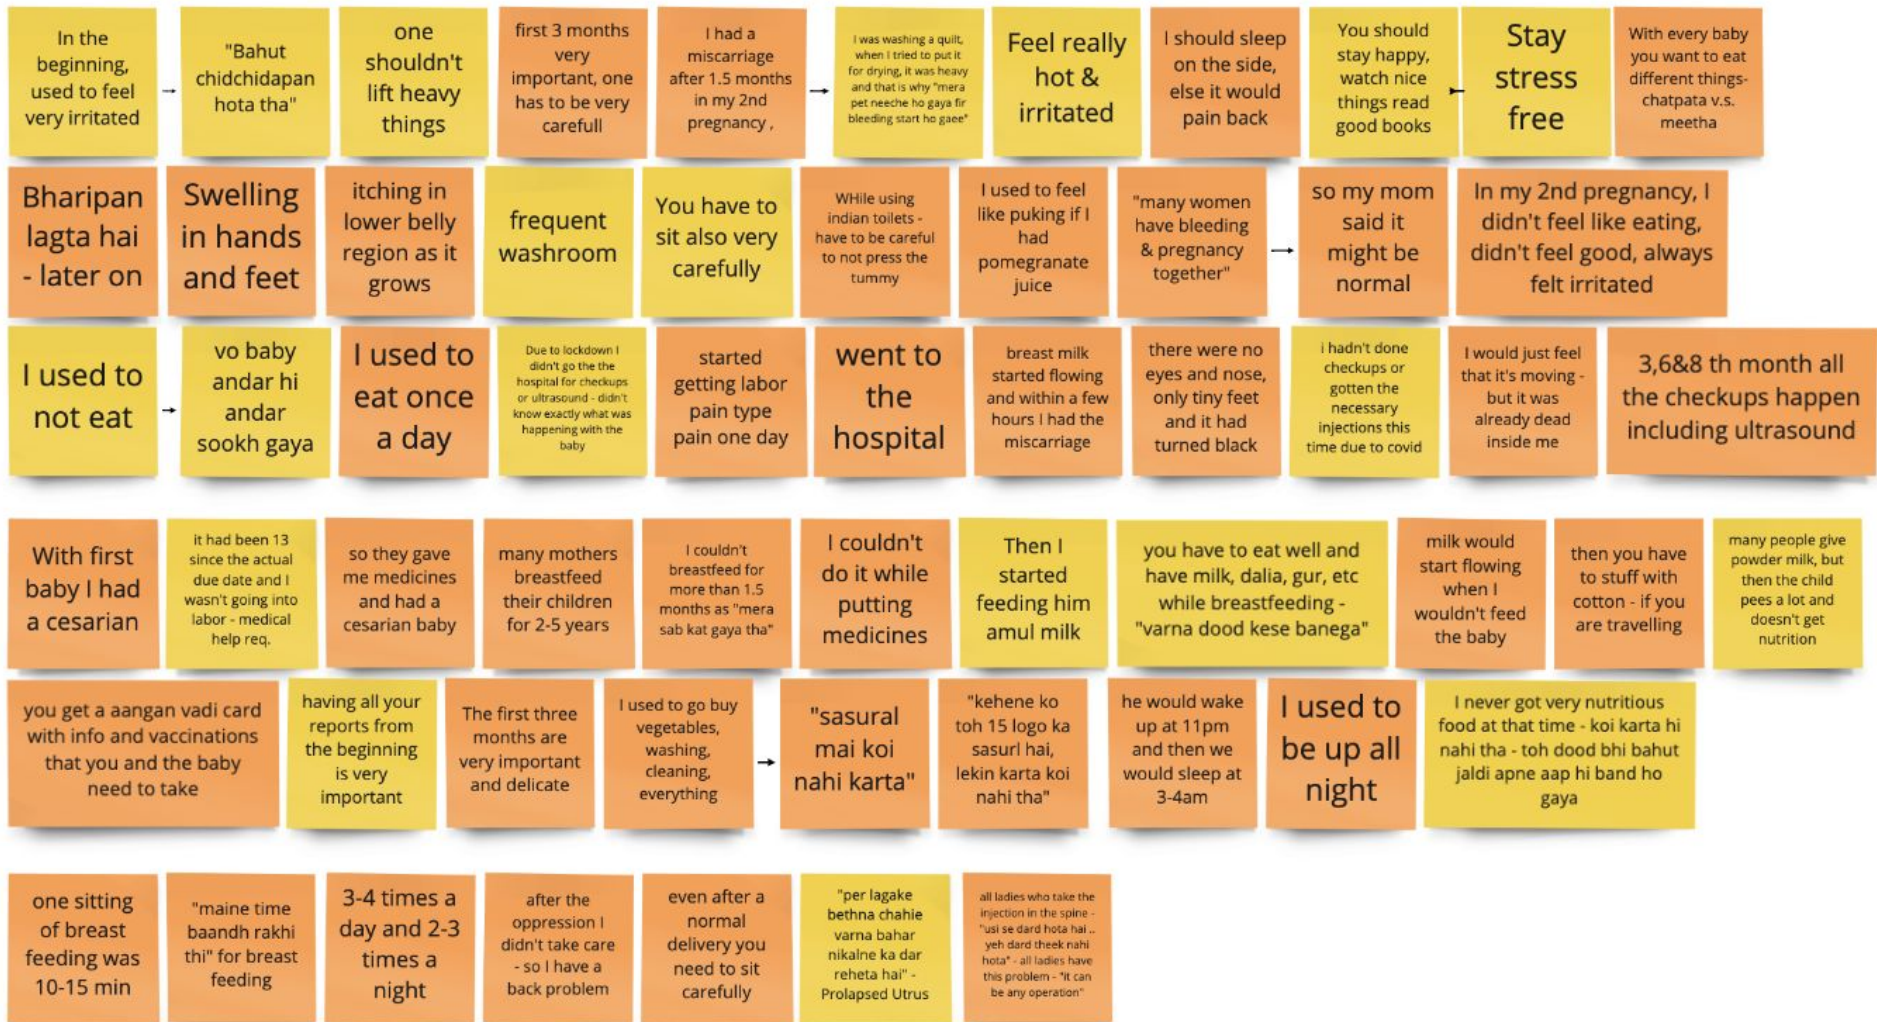 In the
beginning,
used to feel
very irritated
"Bahut
chidchidapan
hota tha"
one
shouldn't
lift heavy
things
first 3 months
very
important, one
has to be very
carefull
I had a
miscarriage
after 1.5 months
in my 2nd
pregnancy ,
I was washing a quilt,
when I tried to put it
for drying, it was heavy
and that is why "mera
pet neeche ho gaya fir
bleeding start ho gaee"
Feel really
hot &
irritated
I should sleep
on the side,
else it would
pain back
You should
stay happy,
watch nice
things read
good books
Stay
stress
free
With every baby
you want to eat
different things-
chatpata v.s.
meetha
Bharipan
lagta hai
- later on
Swelling
in hands
and feet
itching in
lower belly
region as it
grows
frequent
washroom
You have to
sit also very
carefully
WHile using
indian toilets -
have to be careful
to not press the
tummy
I used to feel
like puking if I
had
pomegranate
juice
"many women
have bleeding
& pregnancy
together"
so my mom
said it
might be
normal
In my 2nd pregnancy, I
didn't feel like eating,
didn't feel good, always
felt irritated
I used to
not eat
vo baby
andar hi
andar
sookh gaya
I used to
eat once
a day
Due to lockdown I
didn't go the the
hospital for checkups
or ultrasound - didn't
know exactly what was
happening with the
baby
started
getting labor
pain type
pain one day
went to
the
hospital
breast milk
started flowing
and within a few
hours I had the
miscarriage
there were no
eyes and nose,
only tiny feet
and it had
turned black
i hadn't done
checkups or
gotten the
necessary
injections this
time due to covid
I would just feel
that it's moving -
but it was
already dead
inside me
3,6&8 th month all
the checkups happen
including ultrasound
With first
baby I had
a cesarian
it had been 13
since the actual
due date and I
wasn't going into
labor - medical
help req.
so they gave
me medicines
and had a
cesarian baby
many mothers
breastfeed
their children
for 2-5 years
I couldn't
breastfeed for
more than 1.5
months as "mera
sab kat gaya tha"
I couldn't
do it while
putting
medicines
Then I
started
feeding him
amul milk
you have to eat well and
have milk, dalia, gur, etc
while breastfeeding -
"varna dood kese banega"
milk would
start flowing
when I
wouldn't feed
the baby
then you have
to stuff with
cotton - if you
are travelling
many people give
powder milk, but
then the child
pees a lot and
doesn't get
nutrition
you get a aangan vadi card
with info and vaccinations
that you and the baby
need to take
having all your
reports from
the beginning
is very
important
The first three
months are
very important
and delicate
I used to go buy
vegetables,
washing,
cleaning,
everything
"sasural
mai koi
nahi karta"
"kehene ko
toh 15 logo ka
sasurl hai,
lekin karta koi
nahi tha"
he would wake
up at 11pm
and then we
would sleep at
3-4am
I used to
be up all
night
I never got very nutritious
food at that time - koi karta hi
nahi tha - toh dood bhi bahut
jaldi apne aap hi band ho
gaya
one sitting
of breast
feeding was
10-15 min
"maine time
baandh rakhi
thi" for breast
feeding
3-4 times a
day and 2-3
times a
night
after the
oppression I
didn't take care
- so I have a
back problem
even after a
normal
delivery you
need to sit
carefully
"per lagake
bethna chahie
varna bahar
nikalne ka dar
reheta hai" -
Prolapsed Utrus
all ladies who take the
injection in the spine -
"usi se dard hota hai ..
yeh dard theek nahi
hota" - all ladies have
this problem - "it can
be any operation"